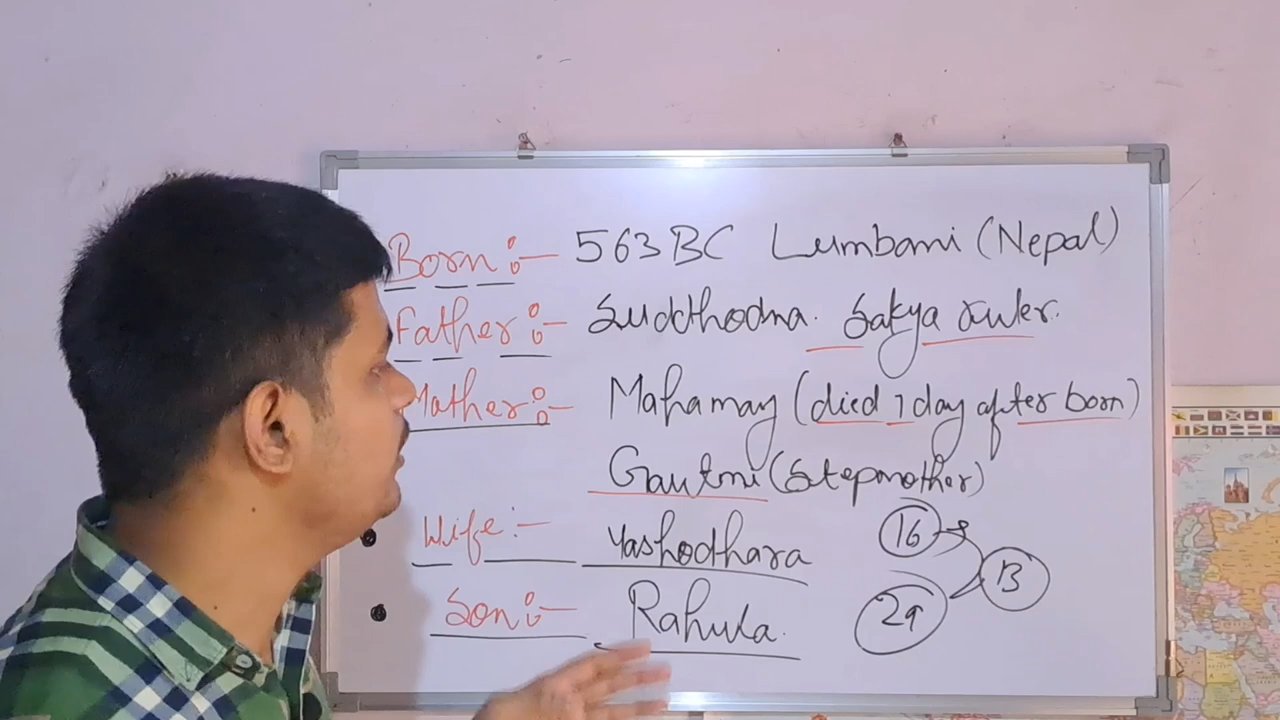 Born :- 563 BC Lumbani (Nepal)
Father :- Suddhodna. Sakya ruler.
Mather :- Mahamay (died 7 day after born)
Gautmi (Stepmother)
Wife :- Yashodhara 16
13
Son :- Rahula. 29